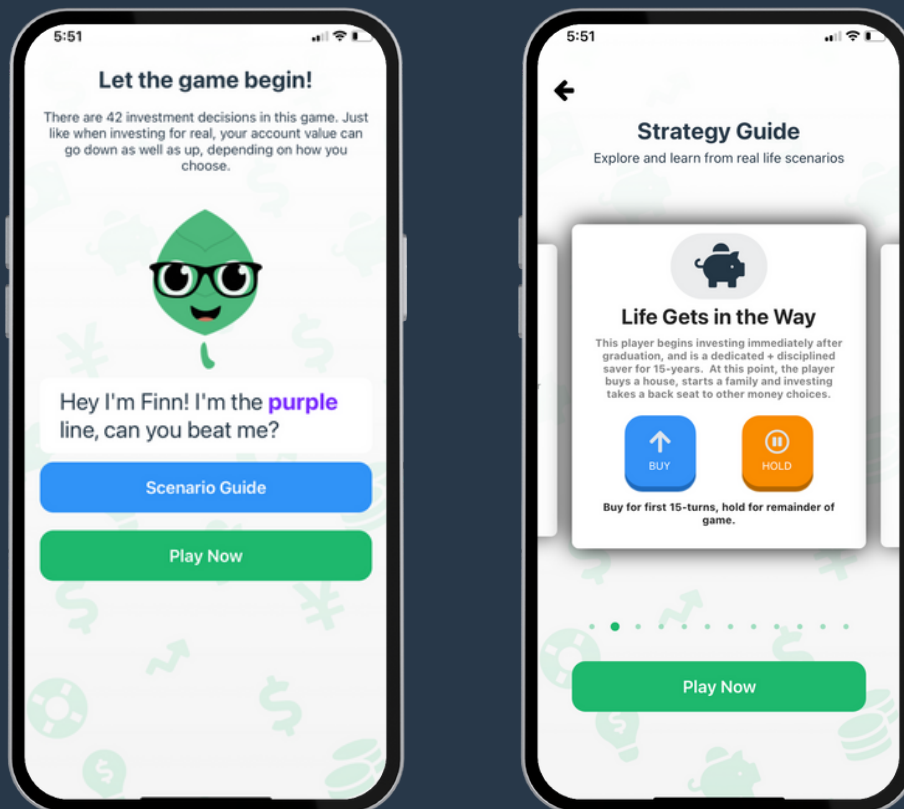 5:51
Let the game begin!
There are 42 investment decisions in this game. Just
like when investing for real, your account value can
go down as well as up, depending on how you
choose.
Hey I'm Finn! I'm the purple
line, can you beat me?
Scenario Guide
Play Now
5:51
Strategy Guide
Explore and learn from real life scenarios
Life Gets in the Way
This player begins investing immediately after
graduation, and is a dedicated + disciplined
saver for 15-years. At this point, the player
buys a house, starts a family and investing
takes a back seat to other money choices.
BUY
HOLD
Buy for first 15-turns, hold for remainder of
game.
Play Now